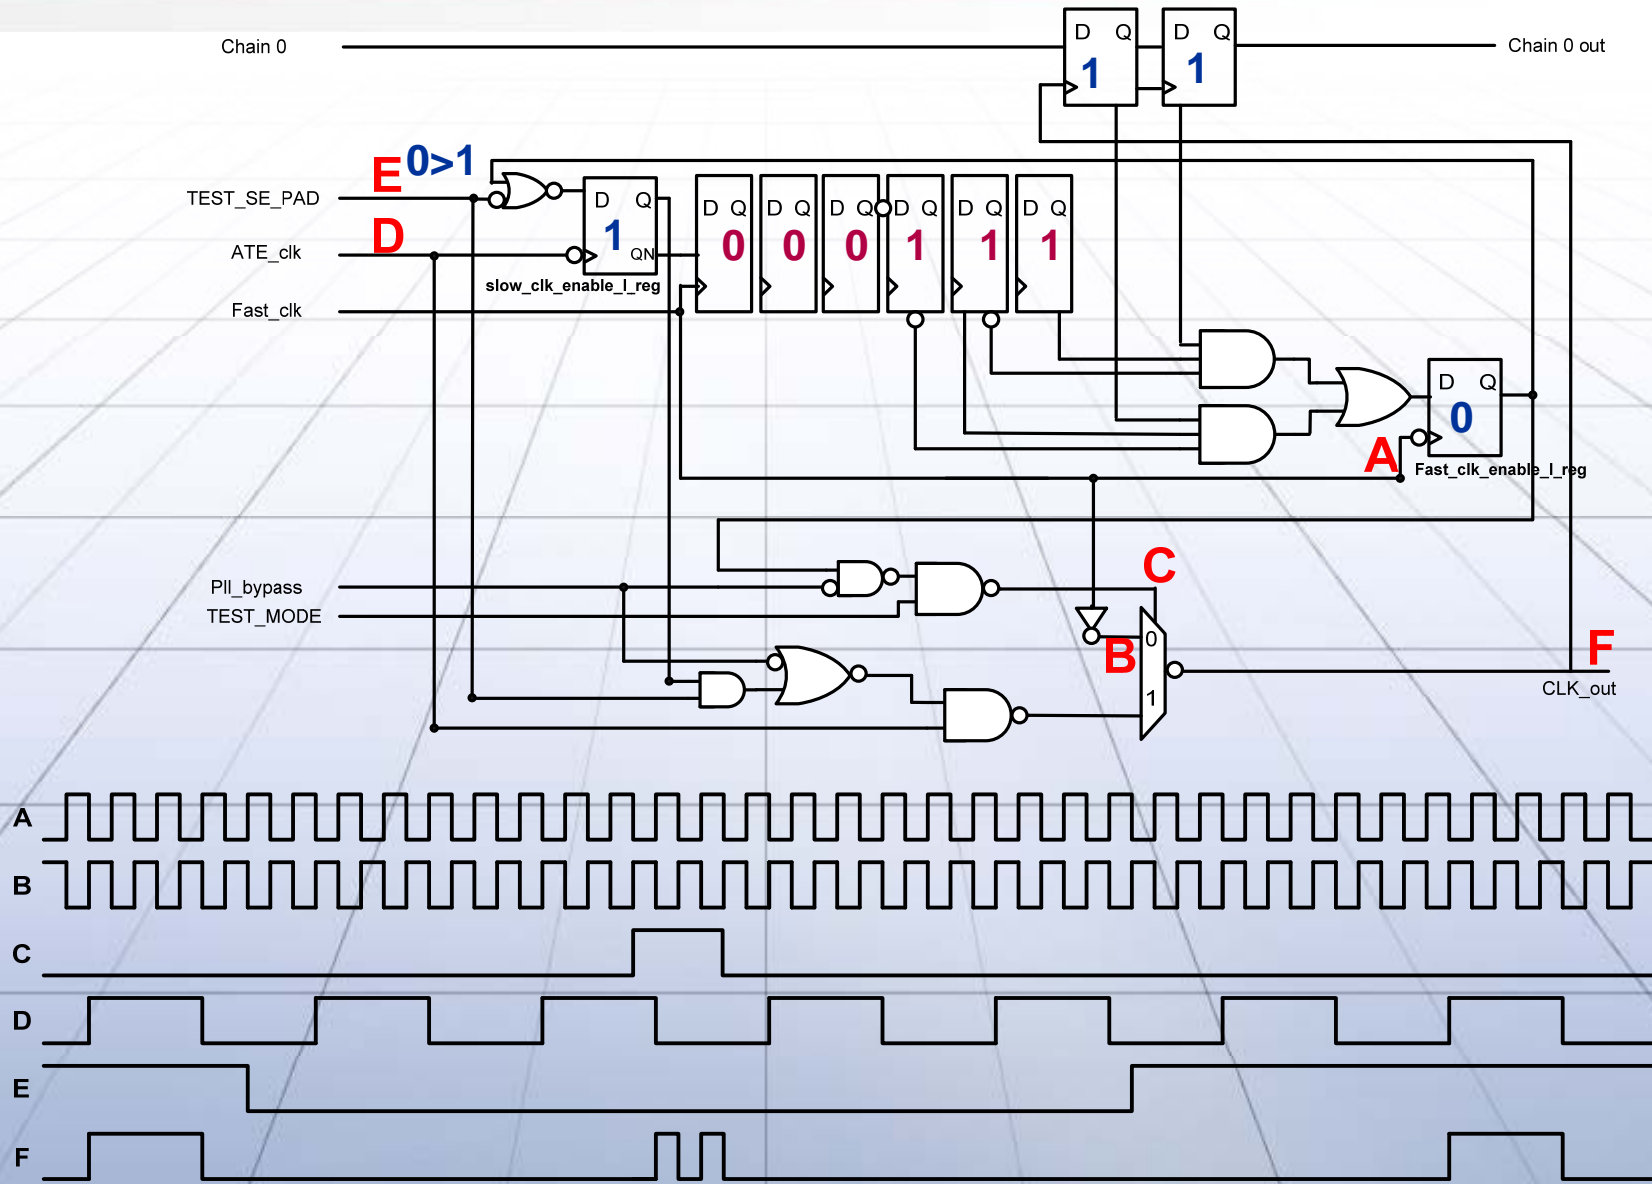 Chain 0
D Q D Q
1 1
Chain 0 out
E 0>1
TEST_SE_PAD
D Q
D Q D Q D Q D Q D Q D Q
D
1
0 0 0 1 1 1
ATE_clk
QN
slow_clk_enable_l_reg
Fast_clk
D Q
0
A
Fast_clk_enable_l_reg
C
Pll_bypass
TEST_MODE
0
B
F
1
CLK_out
A
B
C
D
E
F